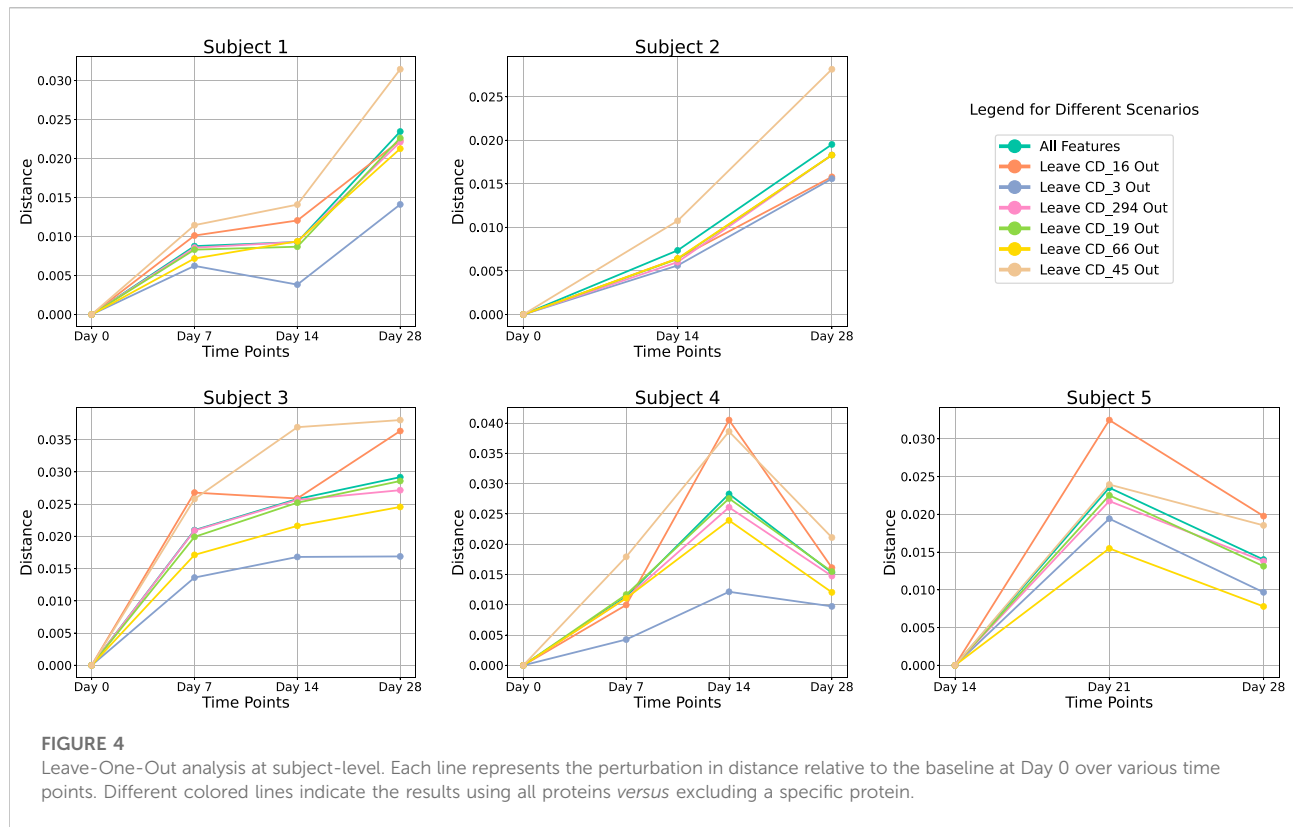 Subject 1
Distance
0.030
0.025
0.020
0.015
0.010
0.005
0.000
Day 0 Day 7 Day 14 Day 28
Time Points
Subject 2
Distance
0.025
0.020
0.015
0.010
0.005
0.000
Day 0 Day 14 Day 28
Time Points
Legend for Different Scenarios
All Features
Leave CD_16 Out
Leave CD_3 Out
Leave CD_294 Out
Leave CD_19 Out
Leave CD_66 Out
Leave CD_45 Out
Subject 3
Distance
0.035
0.030
0.025
0.020
0.015
0.010
0.005
0.000
Day 0 Day 7 Day 14 Day 28
Time Points
Subject 4
Distance
0.040
0.035
0.030
0.025
0.020
0.015
0.010
0.005
0.000
Day 0 Day 7 Day 14 Day 28
Time Points
Subject 5
Distance
0.030
0.025
0.020
0.015
0.010
0.005
0.000
Day 14 Day 21 Day 28
Time Points
FIGURE 4
Leave-One-Out analysis at subject-level. Each line represents the perturbation in distance relative to the baseline at Day 0 over various time
points. Different colored lines indicate the results using all proteins versus excluding a specific protein.